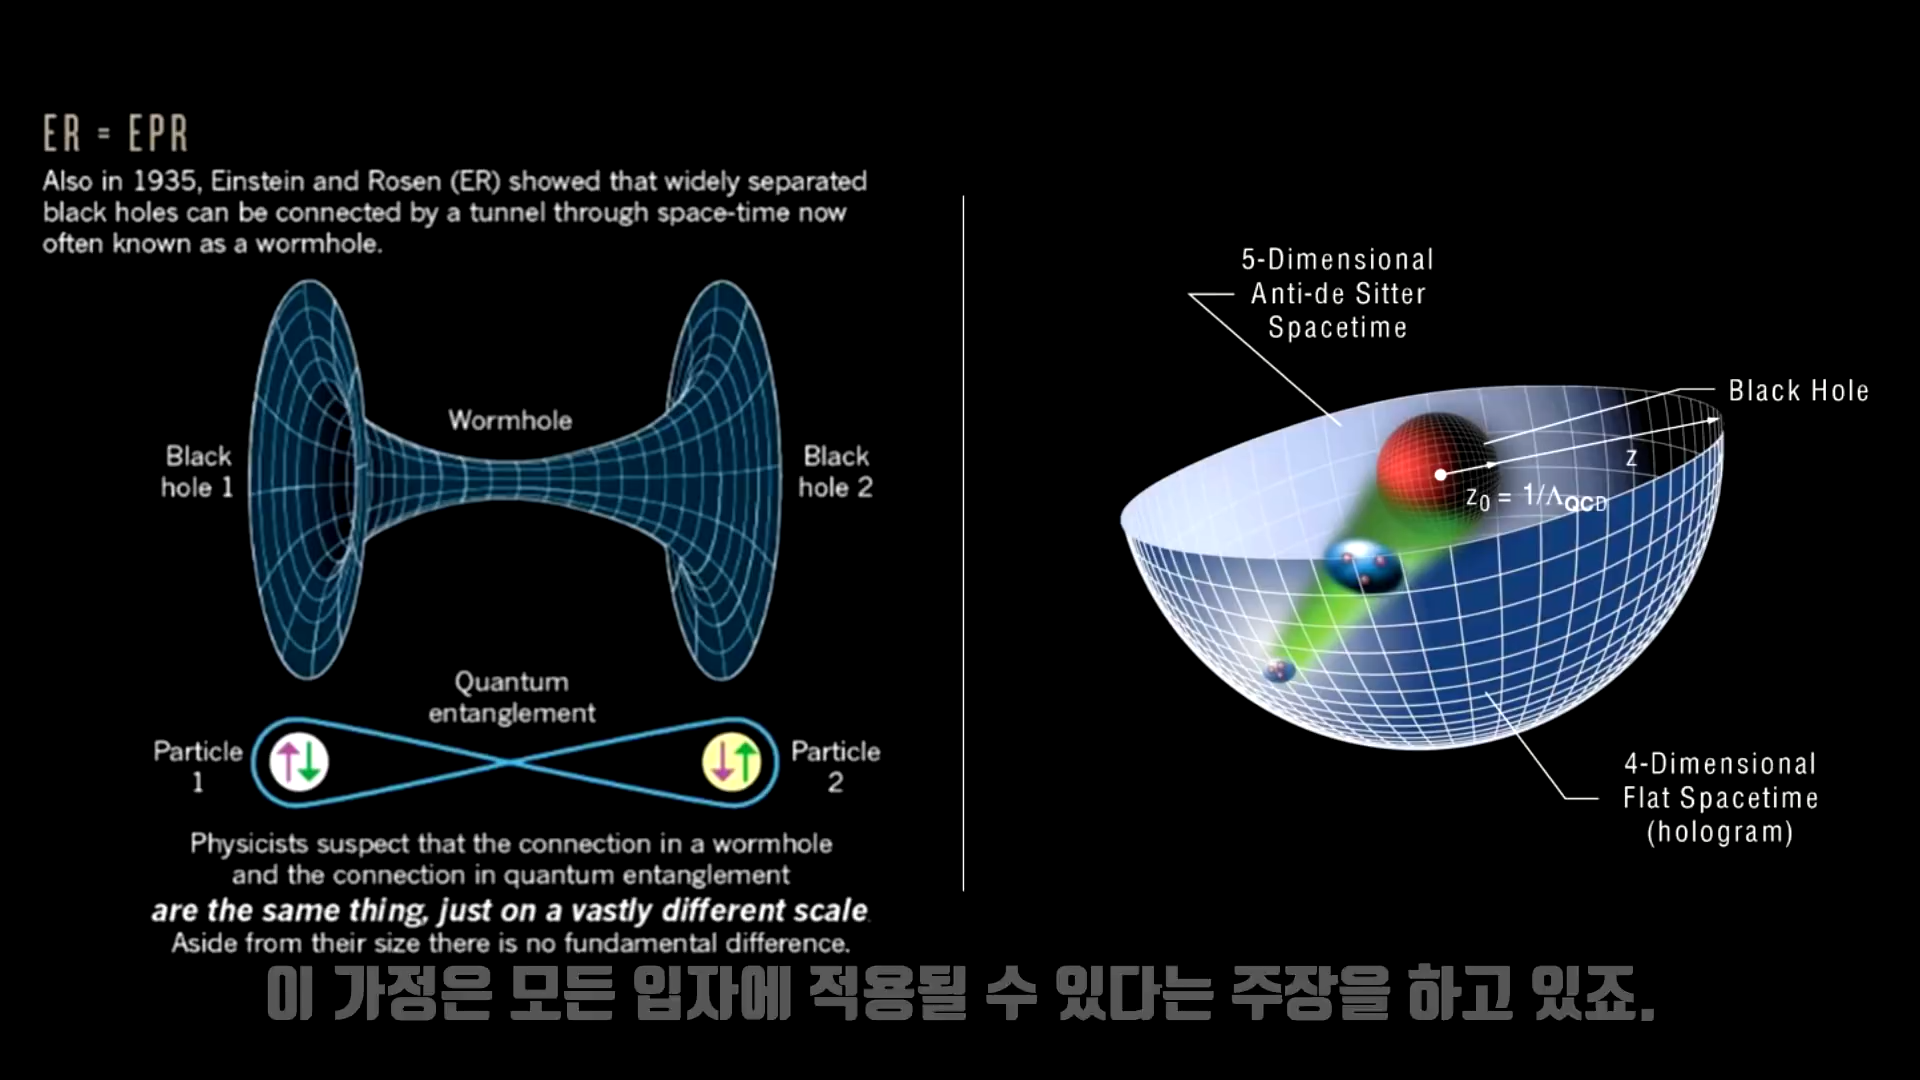 ER = EPR
Also in 1935, Einstein and Rosen (ER) showed that widely separated
black holes can be connected by a tunnel through space-time now
often known as a wormhole.
Wormhole
Black
hole 1
Black
hole 2
Quantum
entanglement
Particle
1
Particle
2
Physicists suspect that the connection in a wormhole
and the connection in quantum entanglement
are the same thing, just on a vastly different scale.
Aside from their size there is no fundamental difference.
5-Dimensional
Anti-de Sitter
Spacetime
Black Hole
z
z₀ = 1/Λ_QCD
4-Dimensional
Flat Spacetime
(hologram)
이 가정은 모든 입자에 적용될 수 있다는 주장을 하고 있죠.